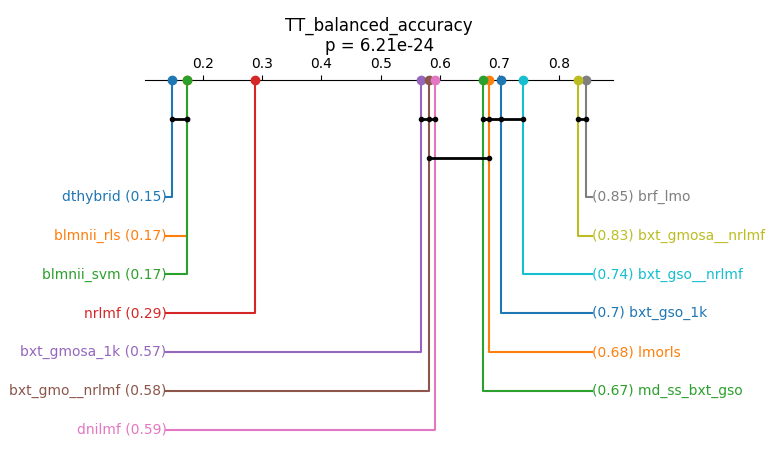 TT_balanced_accuracy
p = 6.21e-24
0.2 0.3 0.4 0.5 0.6 0.7 0.8
dthybrid (0.15)
(0.85) brf_lmo
blmnii_rls (0.17)
(0.83) bxt_gmosa__nrlmf
blmnii_svm (0.17)
(0.74) bxt_gso__nrlmf
nrlmf (0.29)
(0.7) bxt_gso_1k
bxt_gmosa_1k (0.57)
(0.68) lmorls
bxt_gmo__nrlmf (0.58)
(0.67) md_ss_bxt_gso
dnilmf (0.59)